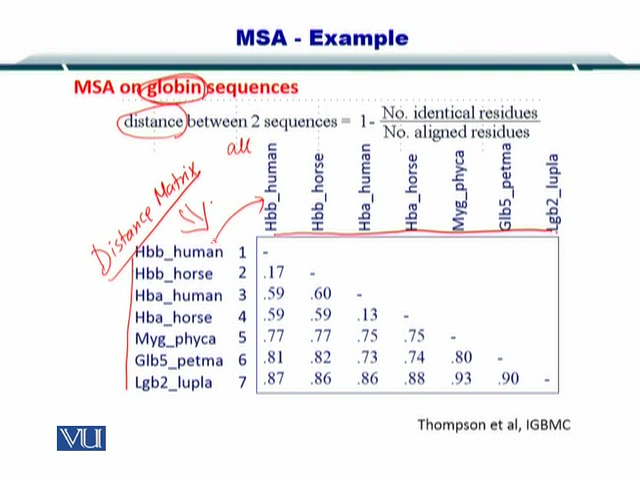 MSA - Example
MSA on globin sequences
distance between 2 sequences = 1- No. identical residues
No. aligned residues
all
Distance Matrix
Hbb_human Hbb_horse Hba_human Hba_horse Myg_phyca Glb5_petma Lgb2_lupla
Hbb_human 1 -
Hbb_horse 2 .17 -
Hba_human 3 .59 .60 -
Hba_horse 4 .59 .59 .13 -
Myg_phyca 5 .77 .77 .75 .75 -
Glb5_petma 6 .81 .82 .73 .74 .80 -
Lgb2_lupla 7 .87 .86 .86 .88 .93 .90 -
Thompson et al, IGBMC
VU